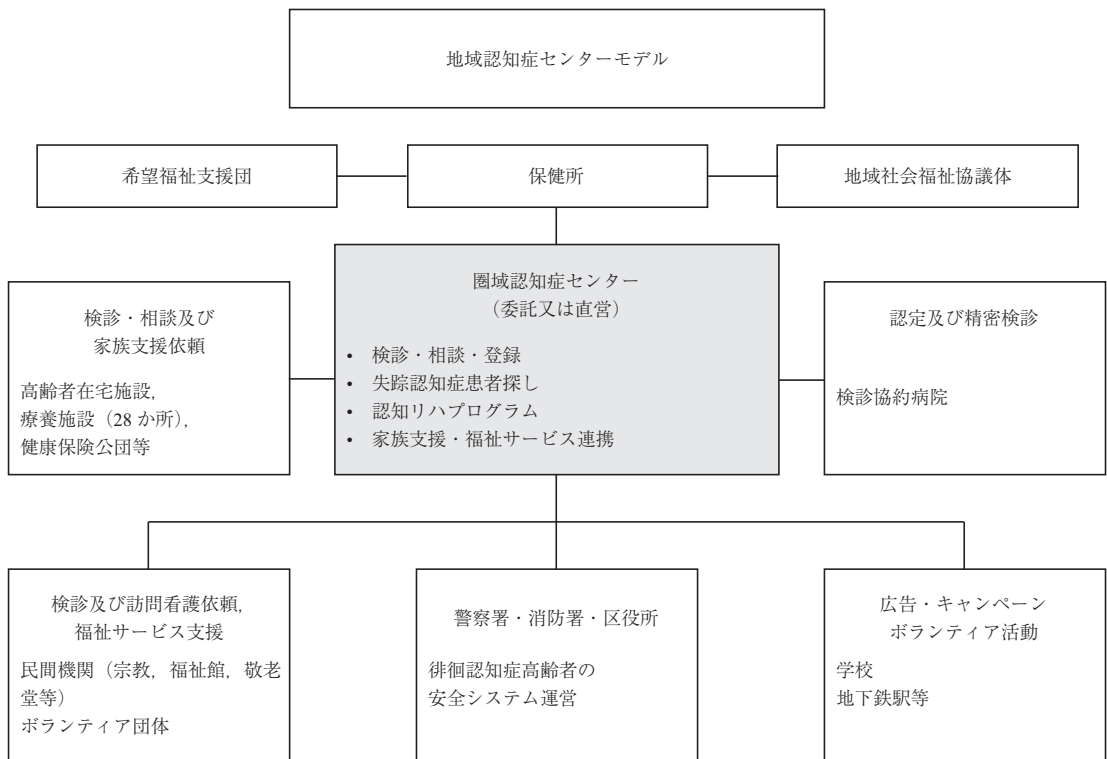 地域認知症センターモデル
希望福祉支援団
保健所
地域社会福祉協議体
圏域認知症センター
（委託又は直営）
• 検診・相談・登録
• 失踪認知症患者探し
• 認知リハプログラム
• 家族支援・福祉サービス連携
検診・相談及び
家族支援依頼
高齢者在宅施設，
療養施設（28 か所），
健康保険公団等
認定及び精密検診
検診協約病院
検診及び訪問看護依頼，
福祉サービス支援
民間機関（宗教，福祉館，敬老
堂等）
ボランティア団体
警察署・消防署・区役所
徘徊認知症高齢者の
安全システム運営
広告・キャンペーン
ボランティア活動
学校
地下鉄駅等